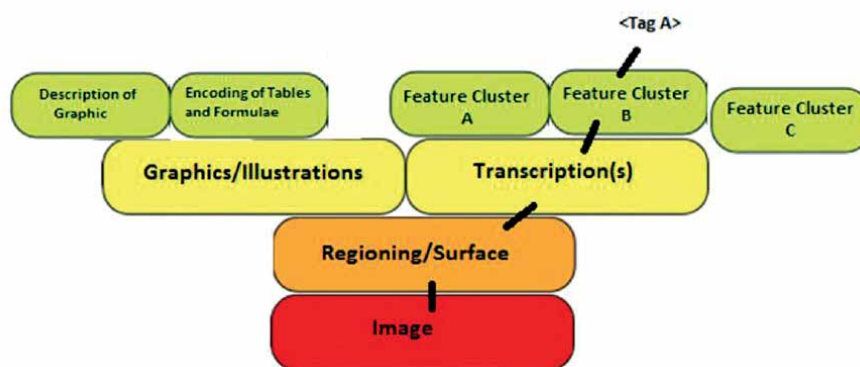 <Tag A>
Description of
Graphic
Encoding of Tables
and Formulae
Feature Cluster
A
Feature Cluster
B
Feature Cluster
C
Graphics/Illustrations
Transcription(s)
Regioning/Surface
Image